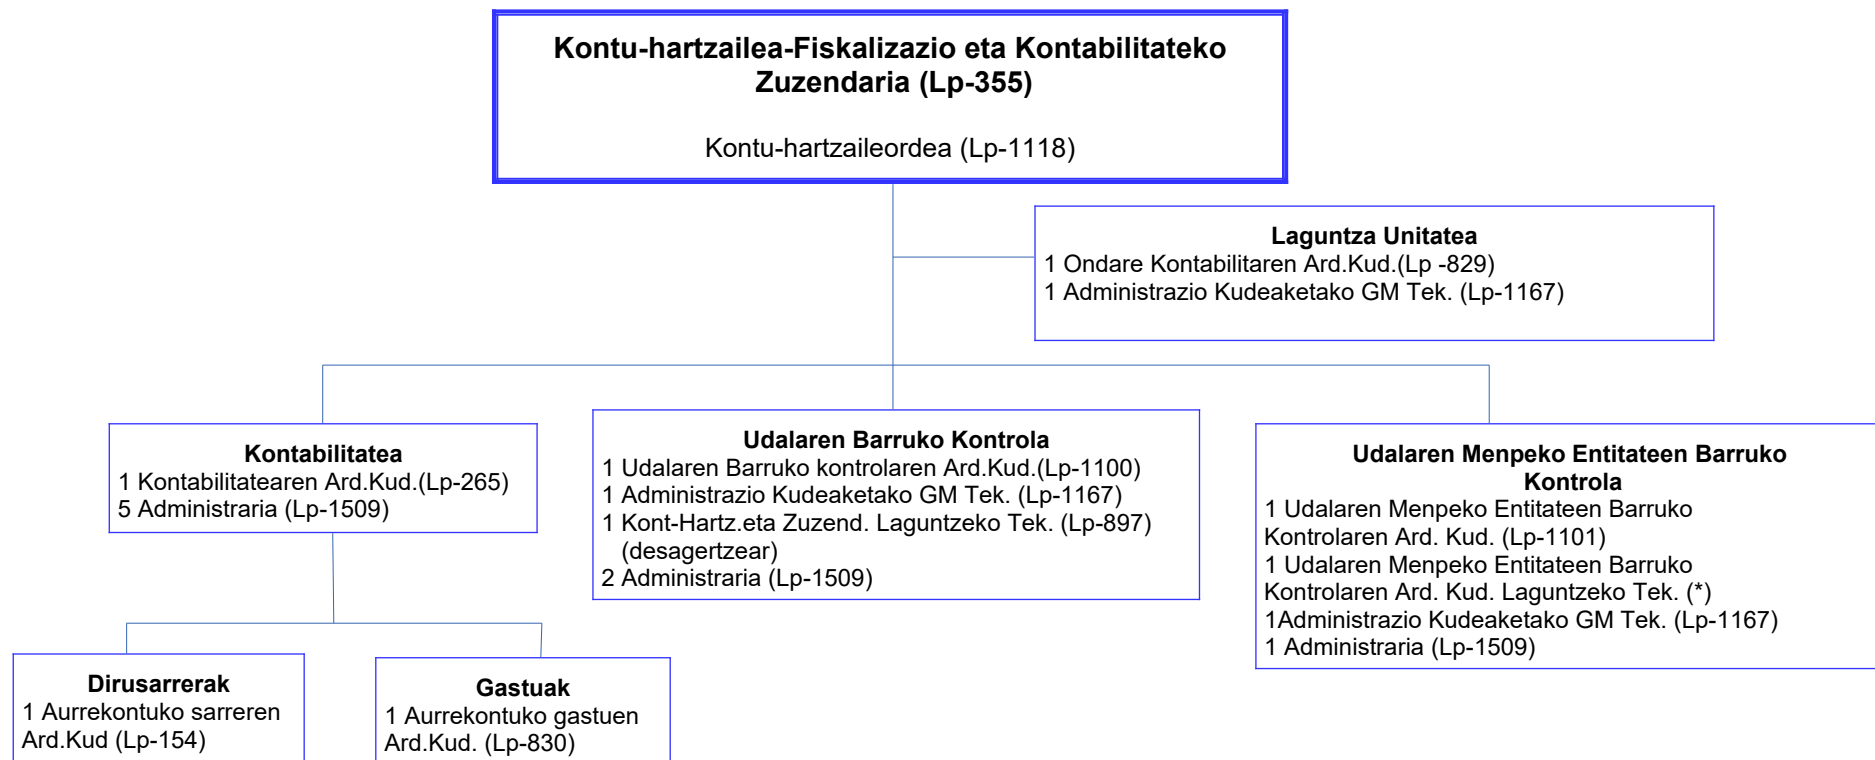 Kontu-hartzailea-Fiskalizazio eta Kontabilitateko
Zuzendaria (Lp-355)
Kontu-hartzaileordea (Lp-1118)
Laguntza Unitatea
1 Ondare Kontabilitaren Ard.Kud.(Lp -829)
1 Administrazio Kudeaketako GM Tek. (Lp-1167)
Kontabilitatea
1 Kontabilitatearen Ard.Kud.(Lp-265)
5 Administraria (Lp-1509)
Udalaren Barruko Kontrola
1 Udalaren Barruko kontrolaren Ard.Kud.(Lp-1100)
1 Administrazio Kudeaketako GM Tek. (Lp-1167)
1 Kont-Hartz.eta Zuzend. Laguntzeko Tek. (Lp-897)
(desagertzear)
2 Administraria (Lp-1509)
Udalaren Menpeko Entitateen Barruko
Kontrola
1 Udalaren Menpeko Entitateen Barruko
Kontrolaren Ard. Kud. (Lp-1101)
1 Udalaren Menpeko Entitateen Barruko
Kontrolaren Ard. Kud. Laguntzeko Tek. (*)
1Administrazio Kudeaketako GM Tek. (Lp-1167)
1 Administraria (Lp-1509)
Dirusarrerak
1 Aurrekontuko sarreren
Ard.Kud (Lp-154)
Gastuak
1 Aurrekontuko gastuen
Ard.Kud. (Lp-830)